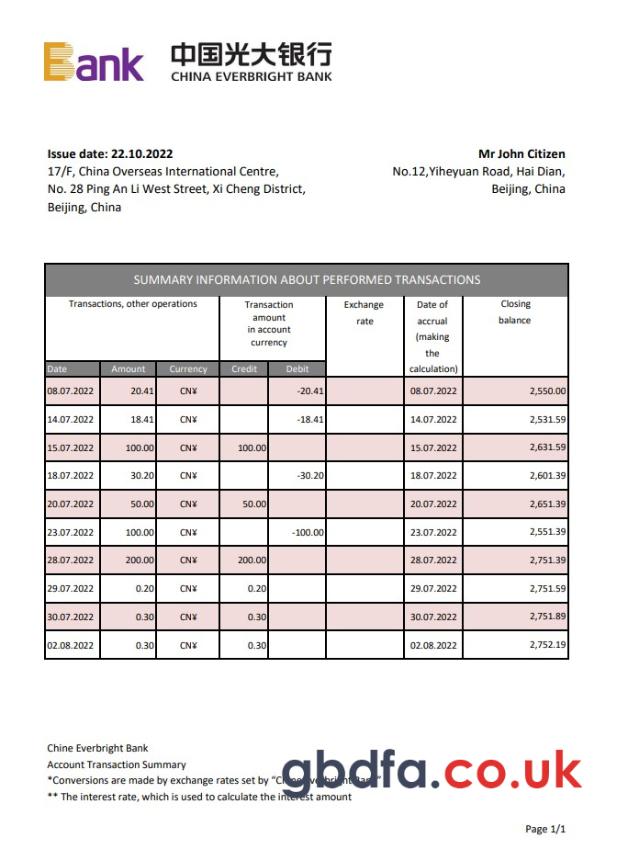 Bank 中国光大银行
CHINA EVERBRIGHT BANK
Issue date: 22.10.2022
17/F, China Overseas International Centre,
No. 28 Ping An Li West Street, Xi Cheng District,
Beijing, China
Mr John Citizen
No.12,Yiheyuan Road, Hai Dian,
Beijing, China
SUMMARY INFORMATION ABOUT PERFORMED TRANSACTIONS
Transactions, other operations
Transaction
amount
in account
currency
Exchange
rate
Date of
accrual
(making
the
calculation)
Closing
balance
Date Amount Currency Credit Debit
08.07.2022 20.41 CN¥ -20.41 08.07.2022 2,550.00
14.07.2022 18.41 CN¥ -18.41 14.07.2022 2,531.59
15.07.2022 100.00 CN¥ 100.00 15.07.2022 2,631.59
18.07.2022 30.20 CN¥ -30.20 18.07.2022 2,601.39
20.07.2022 50.00 CN¥ 50.00 20.07.2022 2,651.39
23.07.2022 100.00 CN¥ -100.00 23.07.2022 2,551.39
28.07.2022 200.00 CN¥ 200.00 28.07.2022 2,751.39
29.07.2022 0.20 CN¥ 0.20 29.07.2022 2,751.59
30.07.2022 0.30 CN¥ 0.30 30.07.2022 2,751.89
02.08.2022 0.30 CN¥ 0.30 02.08.2022 2,752.19
Chine Everbright Bank
Account Transaction Summary
*Conversions are made by exchange rates set by
** The interest rate, which is used to calculate the interest amount
gbdfa.co.uk
Page 1/1